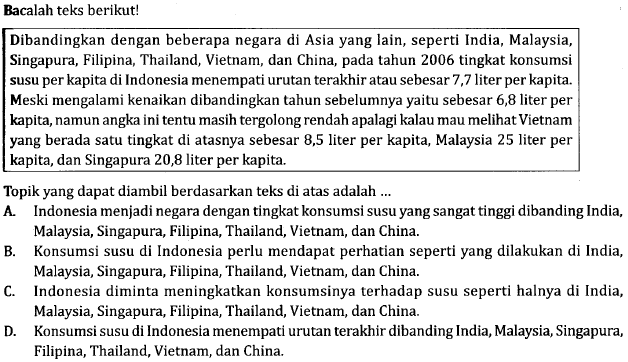 Bacalah teks berikut!
Dibandingkan dengan beberapa negara di Asia yang lain, seperti India, Malaysia,
Singapura, Filipina, Thailand, Vietnam, dan China, pada tahun 2006 tingkat konsumsi
susu per kapita di Indonesia menempati urutan terakhir atau sebesar 7,7 liter per kapita.
Meski mengalami kenaikan dibandingkan tahun sebelumnya yaitu sebesar 6,8 liter per
kapita, namun angka ini tentu masih tergolong rendah apalagi kalau mau melihat Vietnam
yang berada satu tingkat di atasnya sebesar 8,5 liter per kapita, Malaysia 25 liter per
kapita, dan Singapura 20,8 liter per kapita.
Topik yang dapat diambil berdasarkan teks di atas adalah ...
A. Indonesia menjadi negara dengan tingkat konsumsi susu yang sangat tinggi dibanding India,
Malaysia, Singapura, Filipina, Thailand, Vietnam, dan China.
B. Konsumsi susu di Indonesia perlu mendapat perhatian seperti yang dilakukan di India,
Malaysia, Singapura, Filipina, Thailand, Vietnam, dan China.
C. Indonesia diminta meningkatkan konsumsinya terhadap susu seperti halnya di India,
Malaysia, Singapura, Filipina, Thailand, Vietnam, dan China.
D. Konsumsi susu di Indonesia menempati urutan terakhir dibanding India, Malaysia, Singapura,
Filipina, Thailand, Vietnam, dan China.